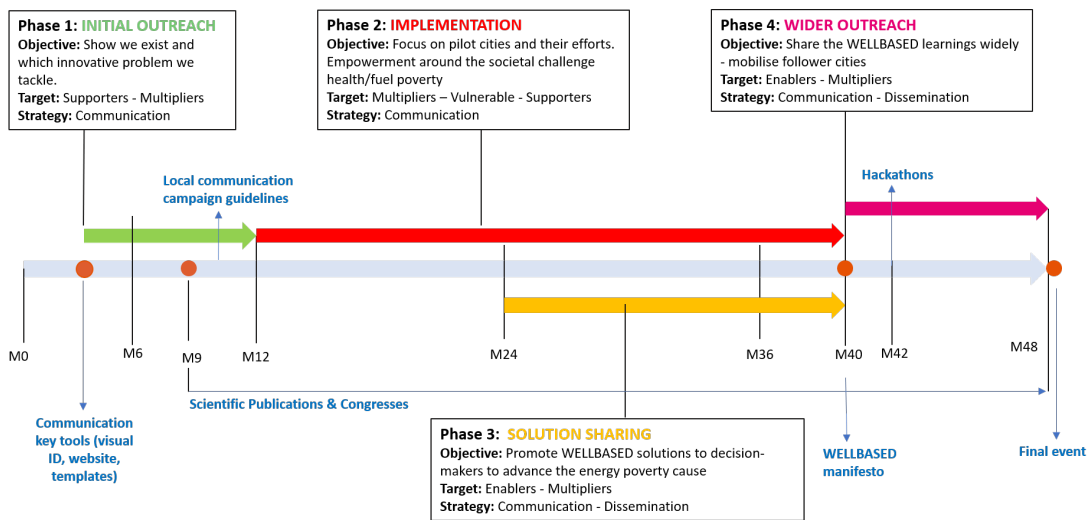 Phase 1: INITIAL OUTREACH
Objective: Show we exist and
which innovative problem we
tackle.
Target: Supporters - Multipliers
Strategy: Communication
Phase 2: IMPLEMENTATION
Objective: Focus on pilot cities and their efforts.
Empowerment around the societal challenge
health/fuel poverty
Target: Multipliers – Vulnerable - Supporters
Strategy: Communication
Phase 4: WIDER OUTREACH
Objective: Share the WELLBASED learnings widely
- mobilise follower cities
Target: Enablers - Multipliers
Strategy: Communication - Dissemination
Local communication
campaign guidelines
Hackathons
M0
M6
M9
M12
M24
M36
M40
M42
M48
Scientific Publications & Congresses
Communication
key tools (visual
ID, website,
templates)
Phase 3: SOLUTION SHARING
Objective: Promote WELLBASED solutions to decision-
makers to advance the energy poverty cause
Target: Enablers - Multipliers
Strategy: Communication - Dissemination
WELLBASED
manifesto
Final event